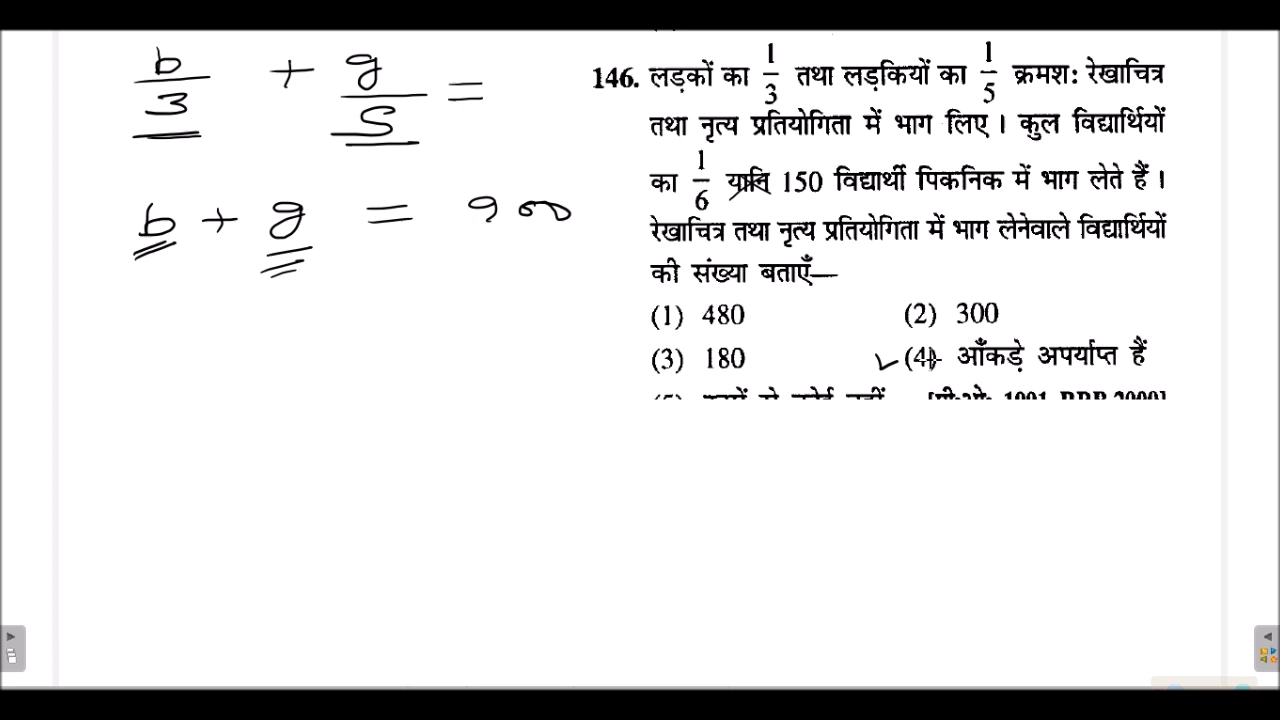 b/3 + g/5 =
b + g = 900
146. लड़कों का 1/3 तथा लड़कियों का 1/5 क्रमश: रेखाचित्र
तथा नृत्य प्रतियोगिता में भाग लिए। कुल विद्यार्थियों
का 1/6 यानि 150 विद्यार्थी पिकनिक में भाग लेते हैं।
रेखाचित्र तथा नृत्य प्रतियोगिता में भाग लेनेवाले विद्यार्थियों
की संख्या बताएँ—
(1) 480 (2) 300
(3) 180 (4) आँकड़े अपर्याप्त हैं